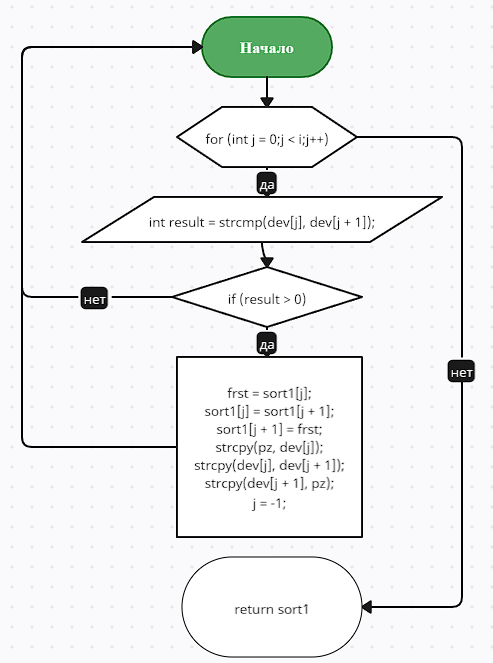 Начало
for (int j = 0;j < i;j++)
да
int result = strcmp(dev[j], dev[j + 1]);
if (result > 0)
нет
да
нет
frst = sort1[j];
sort1[j] = sort1[j + 1];
sort1[j + 1] = frst;
strcpy(pz, dev[j]);
strcpy(dev[j], dev[j + 1]);
strcpy(dev[j + 1], pz);
j = -1;
return sort1